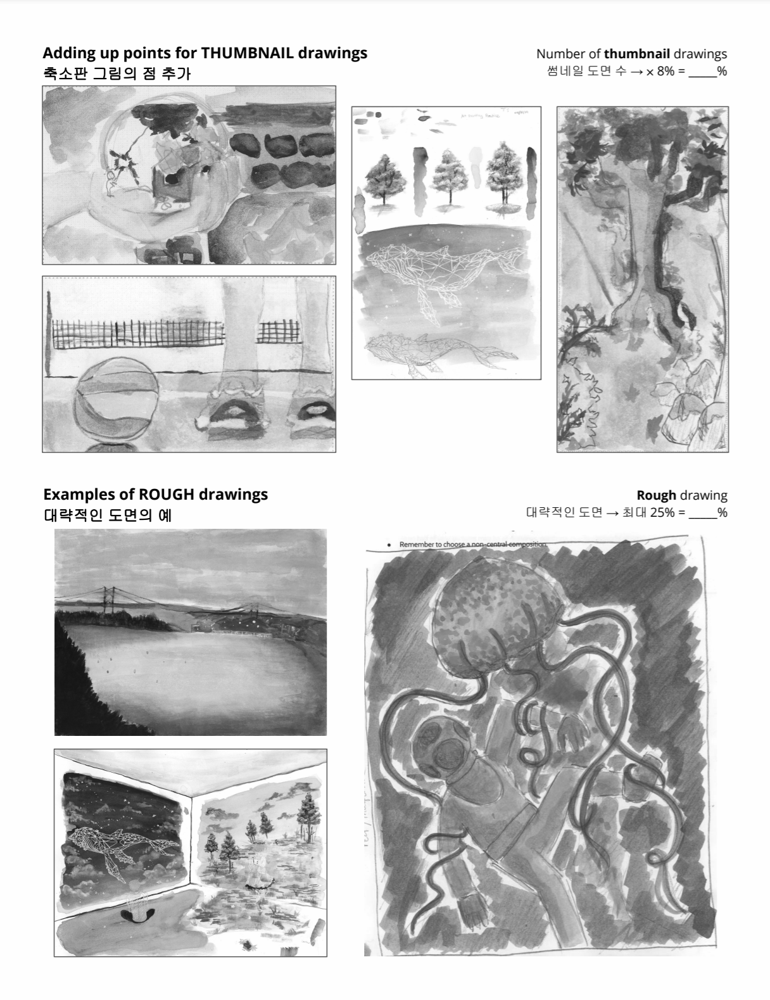 Adding up points for THUMBNAIL drawings
축소판 그림의 점 추가
Number of thumbnail drawings
썸네일 도면 수 → x 8% = _____%
Examples of ROUGH drawings
대략적인 도면의 예
Rough drawing
대략적인 도면 → 최대 25% = _____%
• Remember to choose a non-central composition.